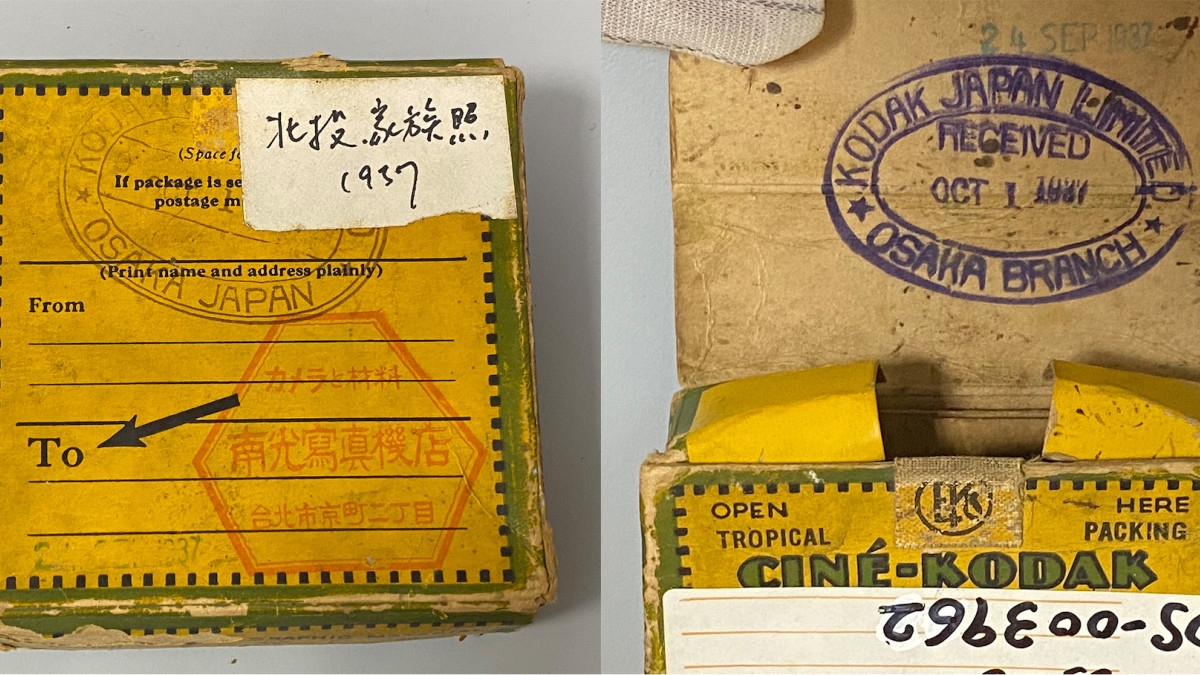 北投家族照
1937
(Space fo
If package is se
postage m
(Print name and address plainly)
From
To
KODAK
OSAKA JAPAN
カメラと材料
南光寫真機店
台北市京町二丁目
1937
24 SEP 1937
KODAK JAPAN LIMITED
RECEIVED
OCT 1 1937
OSAKA BRANCH
OPEN HERE
TROPICAL PACKING
EKCo
CINÉ-KODAK
05-003962